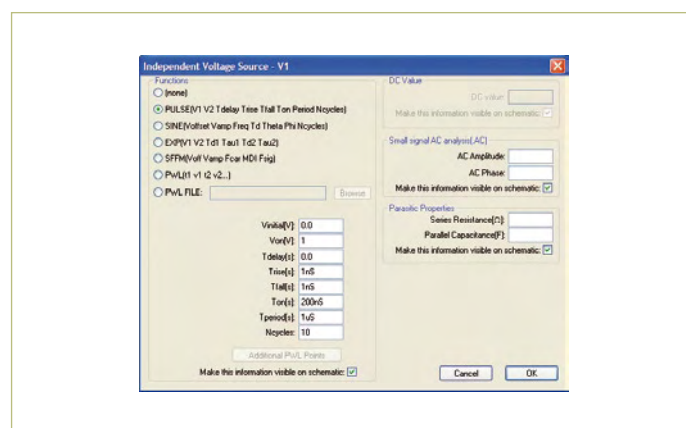 Independent Voltage Source - V1
Functions
(none)
PULSE(V1 V2 Tdelay Trise Tfall Ton Period Ncycles)
SINE(Voffset Vamp Freq Td Theta Phi Ncycles)
EXP(V1 V2 Td1 Tau1 Td2 Tau2)
SFFM(Voff Vamp Fcar MDI Fsig)
PWL(t1 v1 t2 v2...)
PWL FILE: Browse
Vinitial[V]: 0.0
Von[V]: 1
Tdelay[s]: 0.0
Trise[s]: 1nS
Tfall[s]: 1nS
Ton[s]: 200nS
Tperiod[s]: 1uS
Ncycles: 10
Additional PWL Points
Make this information visible on schematic:
DC Value
DC value:
Make this information visible on schematic:
Small signal AC analysis(.AC)
AC Amplitude:
AC Phase:
Make this information visible on schematic:
Parasitic Properties
Series Resistance[Ω]:
Parallel Capacitance[F]:
Make this information visible on schematic:
Cancel OK